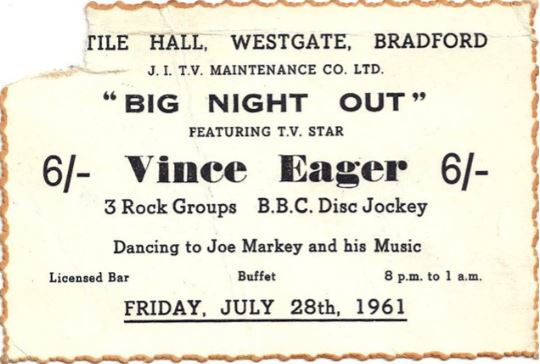 TILE HALL, WESTGATE, BRADFORD
J. I. T.V. MAINTENANCE CO. LTD.
"BIG NIGHT OUT"
FEATURING T.V. STAR
6/- Vince Eager 6/-
3 Rock Groups B.B.C. Disc Jockey
Dancing to Joe Markey and his Music
Licensed Bar Buffet 8 p.m. to 1 a.m.
FRIDAY, JULY 28th, 1961